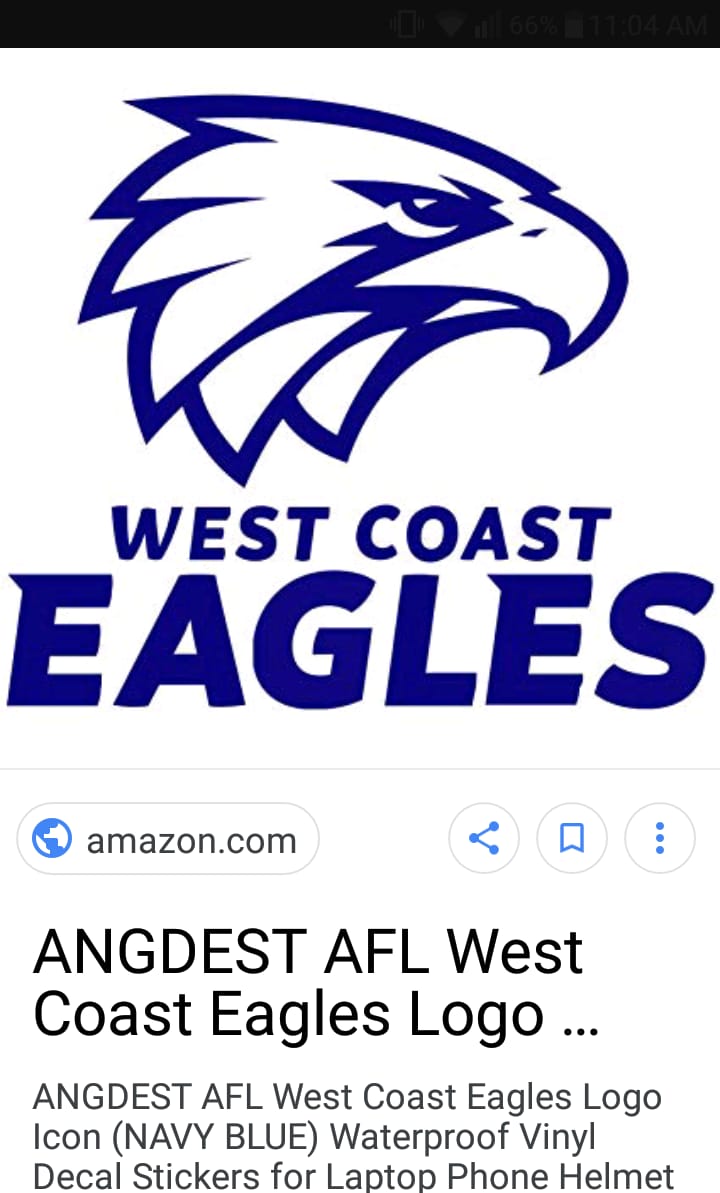 66% 11:04 AM
WEST COAST
EAGLES
amazon.com
ANGDEST AFL West
Coast Eagles Logo ...
ANGDEST AFL West Coast Eagles Logo
Icon (NAVY BLUE) Waterproof Vinyl
Decal Stickers for Laptop Phone Helmet